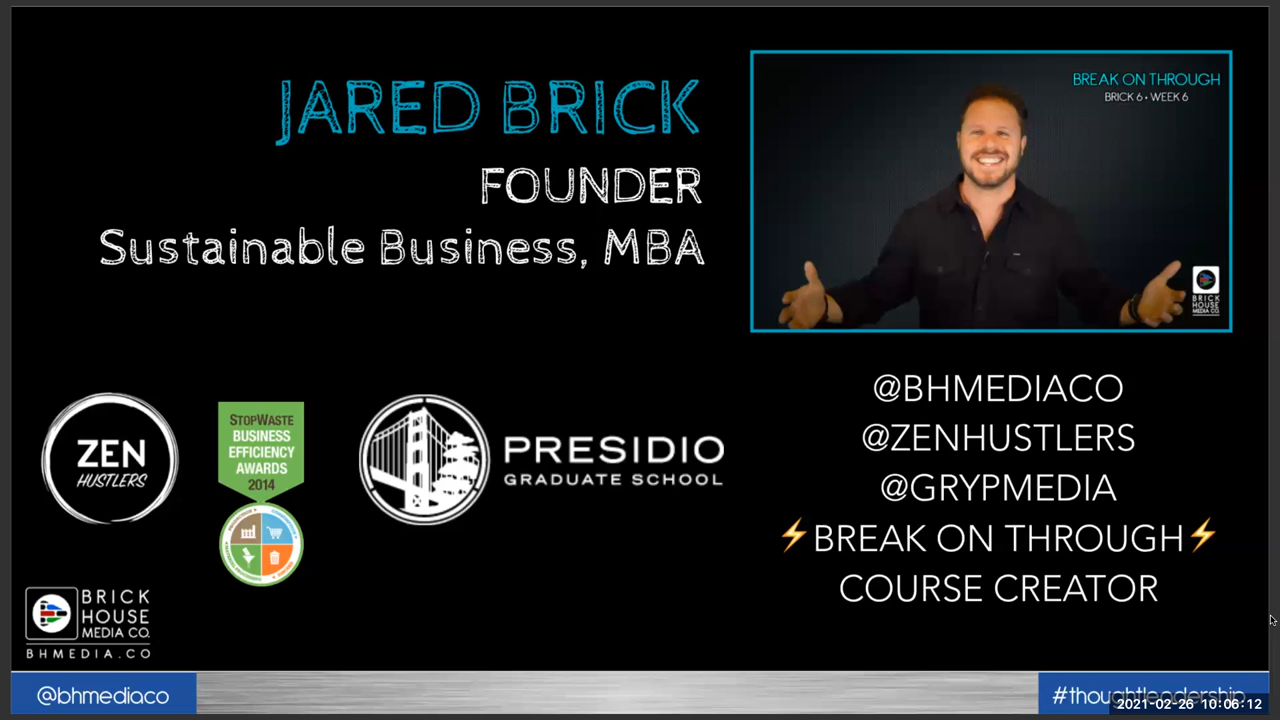 JARED BRICK
FOUNDER
Sustainable Business, MBA
BREAK ON THROUGH
BRICK 6 • WEEK 6
BRICK
HOUSE
MEDIA CO.
ZEN
HUSTLERS
STOPWASTE
BUSINESS
EFFICIENCY
AWARDS
2014
PRESIDIO
GRADUATE SCHOOL
@BHMEDIACO
@ZENHUSTLERS
@GRYPMEDIA
⚡BREAK ON THROUGH⚡
COURSE CREATOR
BRICK
HOUSE
MEDIA CO.
BHMEDIA.CO
@bhmediaco
#thoughtleadership
2021-02-26 10:06:12